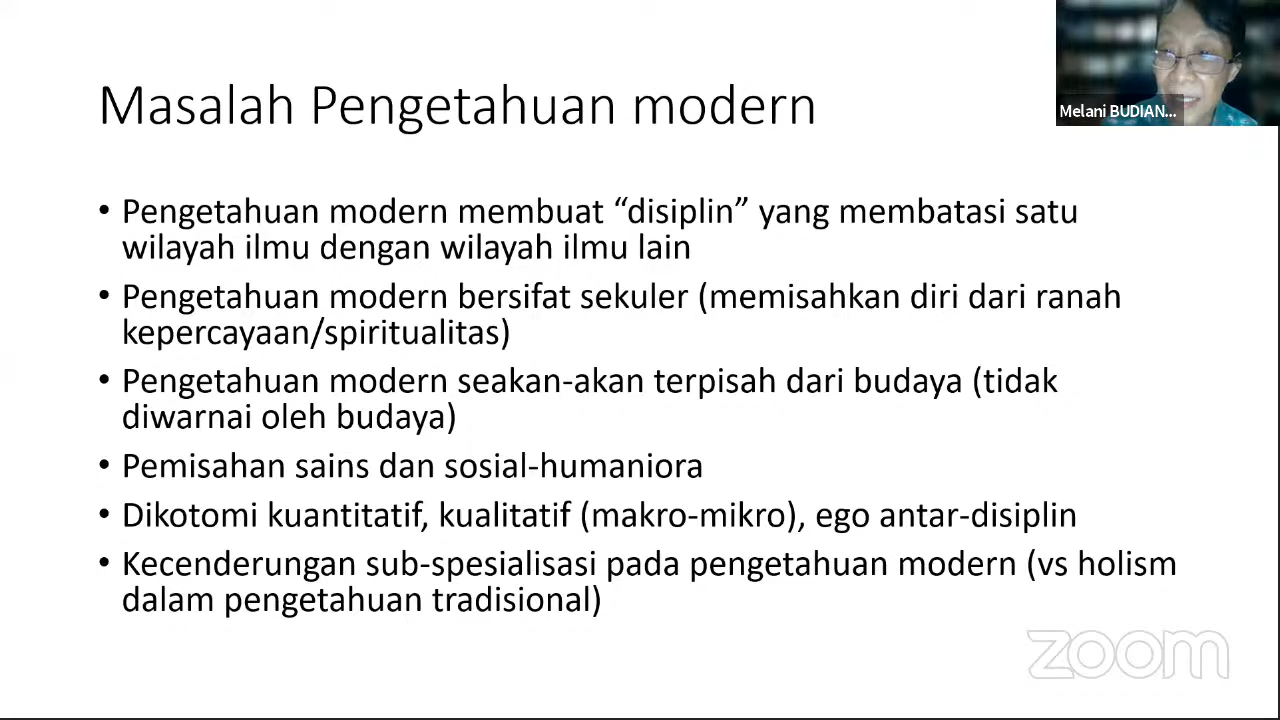 Masalah Pengetahuan modern
Melani BUDIAN...
• Pengetahuan modern membuat “disiplin” yang membatasi satu
wilayah ilmu dengan wilayah ilmu lain
• Pengetahuan modern bersifat sekuler (memisahkan diri dari ranah
kepercayaan/spiritualitas)
• Pengetahuan modern seakan-akan terpisah dari budaya (tidak
diwarnai oleh budaya)
• Pemisahan sains dan sosial-humaniora
• Dikotomi kuantitatif, kualitatif (makro-mikro), ego antar-disiplin
• Kecenderungan sub-spesialisasi pada pengetahuan modern (vs holism
dalam pengetahuan tradisional)
zoom